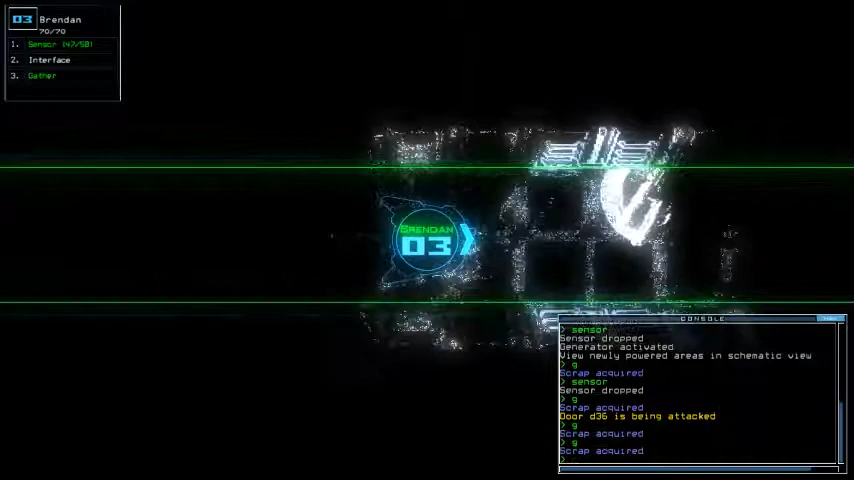 03 Brendan
70/70
1. Sensor (47/50)
2. Interface
3. Gather
BRENDAN
03
CONSOLE
> sensor
Sensor dropped
Generator activated
View newly powered areas in schematic view
> g
Scrap acquired
> sensor
Sensor dropped
> g
Scrap acquired
Door d36 is being attacked
> g
Scrap acquired
> g
Scrap acquired
>